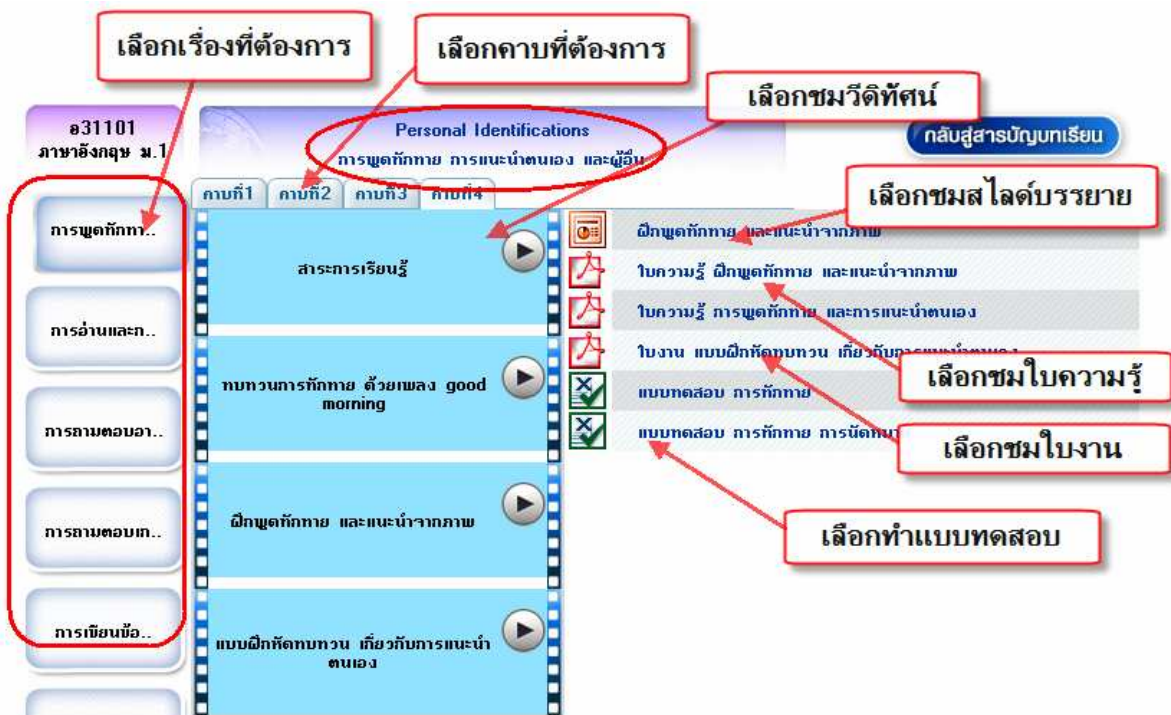 เลือกเรื่องที่ต้องการ
เลือกคาบที่ต้องการ
เลือกชมวีดิทัศน์
อ31101
ภาษาอังกฤษ ม.1
Personal Identifications
การพูดทักทาย การแนะนำตนเอง และผู้อื่น
กลับสู่สารบัญบทเรียน
คาบที่1
คาบที่2
คาบที่3
คาบที่4
เลือกชมสไลด์บรรยาย
การพูดทักทา..
การอ่านและก..
การถามตอบอา..
การถามตอบเก..
การเขียนข้อ..
สาระการเรียนรู้
ทบทวนการทักทาย ด้วยเพลง good
morning
ฝึกพูดทักทาย และแนะนำจากภาพ
แบบฝึกหัดทบทวน เกี่ยวกับการแนะนำ
ตนเอง
ฝึกพูดทักทาย และแนะนำจากภาพ
ใบความรู้ ฝึกพูดทักทาย และแนะนำจากภาพ
ใบความรู้ การพูดทักทาย และการแนะนำตนเอง
ใบงาน แบบฝึกหัดทบทวน เกี่ยวกับการแนะนำตนเอง
แบบทดสอบ การทักทาย
แบบทดสอบ การทักทาย การนัดหมา
เลือกชมใบความรู้
เลือกชมใบงาน
เลือกทำแบบทดสอบ